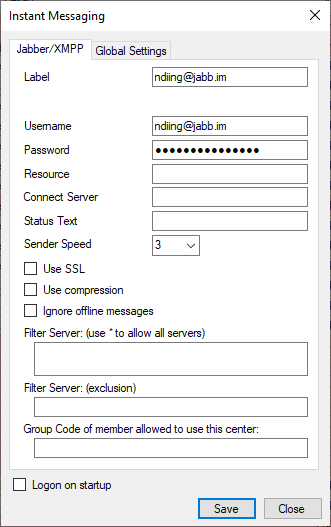 Instant Messaging
Jabber/XMPP Global Settings
Label ndiing@jabb.im
Username ndiing@jabb.im
Password ●●●●●●●●●●●●●●●
Resource
Connect Server
Status Text
Sender Speed 3
Use SSL
Use compression
Ignore offline messages
Filter Server: (use * to allow all servers)
Filter Server: (exclusion)
Group Code of member allowed to use this center:
Logon on startup
Save Close